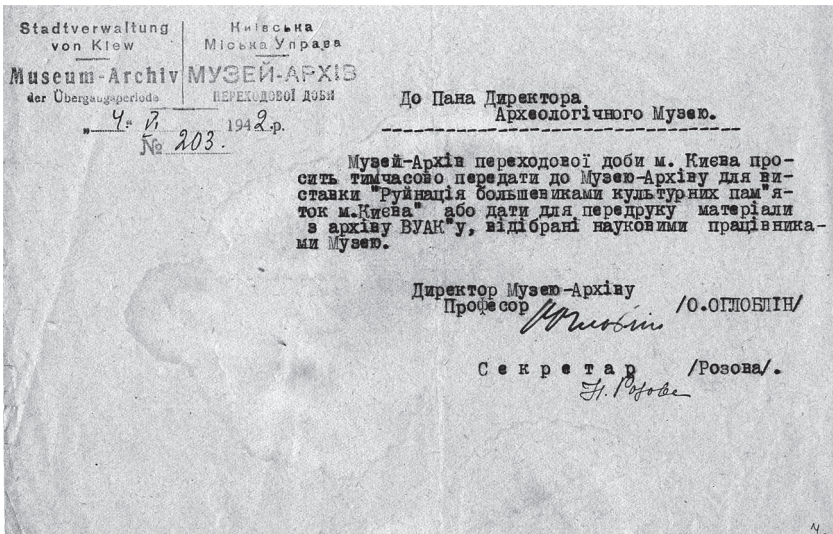 Stadtverwaltung
von Kiew
Museum-Archiv
der Übergangsperiode
Київська
Міська Управа
МУЗЕЙ-АРХІВ
ПЕРЕХОДОВОЇ ДОБИ
„4" VI 1942.р.
№ 203.
До Пана Директора
Археологічного Музею.
Музей-Архів переходової доби м. Києва про-
сить тимчасово передати до Музею-Архіву для ви-
ставки "Руйнація большевиками культурних пам"я-
ток м.Києва" або дати для передруку матеріали
з архіву ВУАК"у, відібрані науковими працівника-
ми Музею.
Директор Музею-Архіву
Професор /О.ОГЛОБЛІН/
С е к р е т а р /Розова/.
Н. Розова